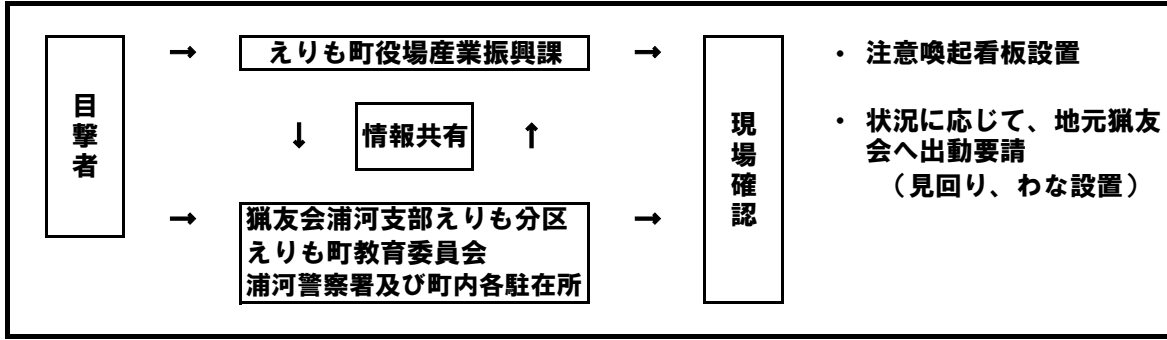 目撃者
→ えりも町役場産業振興課 →
↓ 情報共有 ↑
→ 猟友会浦河支部えりも分区 →
えりも町教育委員会
浦河警察署及び町内各駐在所
現場確認
・ 注意喚起看板設置
・ 状況に応じて、地元猟友
会へ出動要請
（見回り、わな設置）